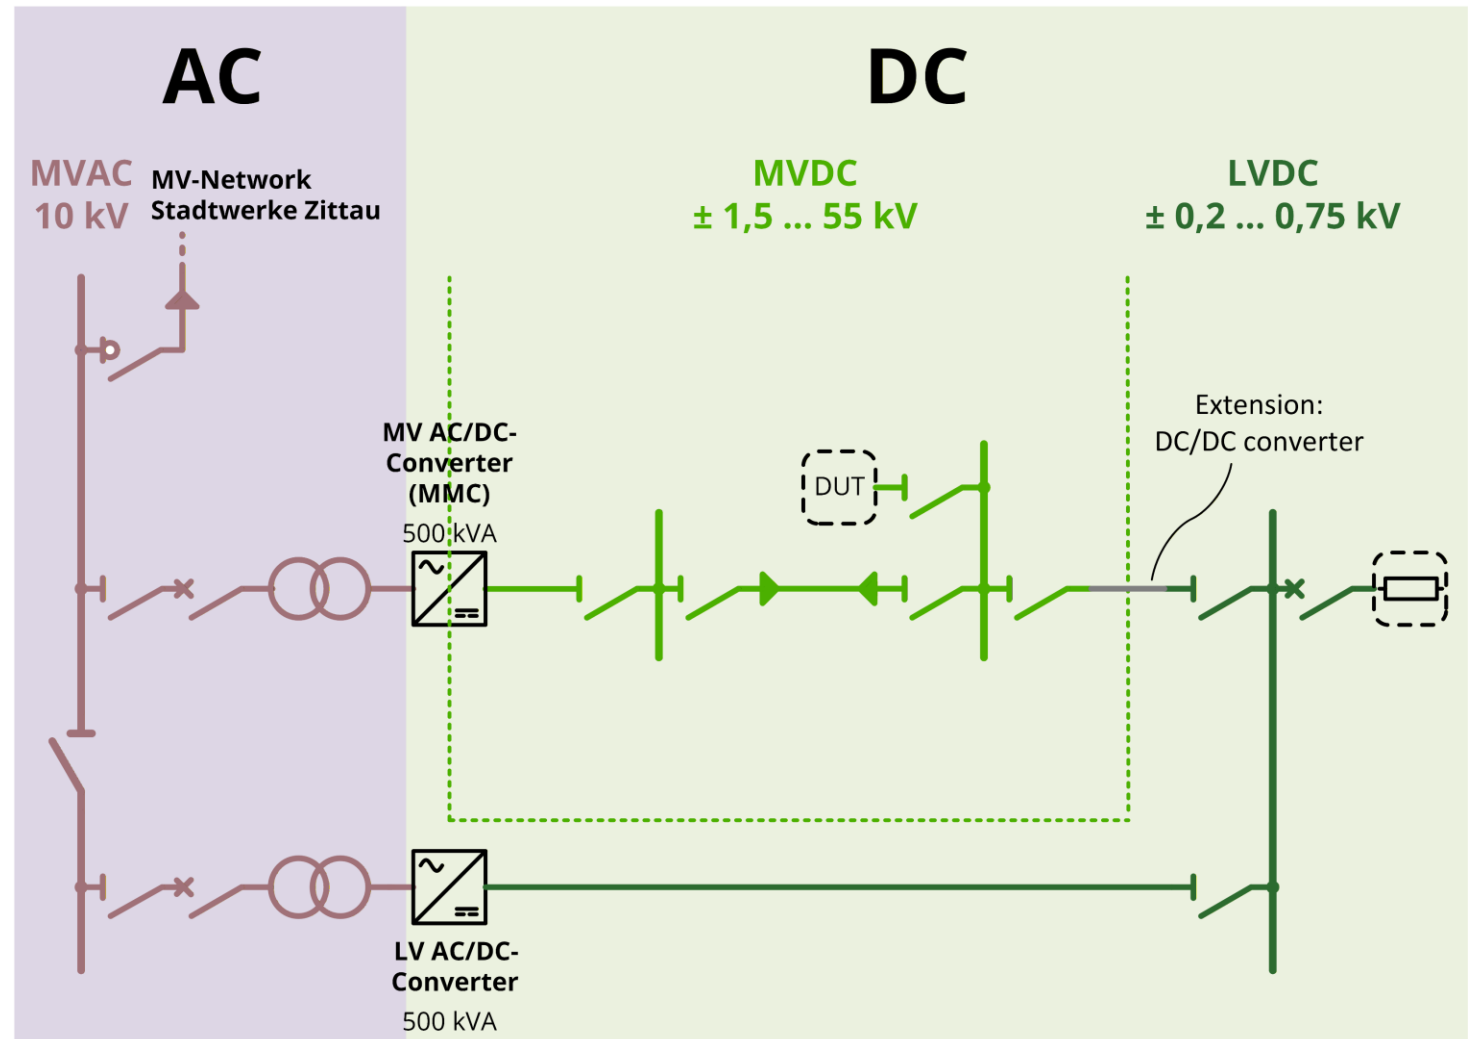 AC
DC
MVAC
10 kV
MV-Network
Stadtwerke Zittau
MVDC
± 1,5 ... 55 kV
LVDC
± 0,2 ... 0,75 kV
MV AC/DC-
Converter
(MMC)
500 kVA
DUT
Extension:
DC/DC converter
LV AC/DC-
Converter
500 kVA